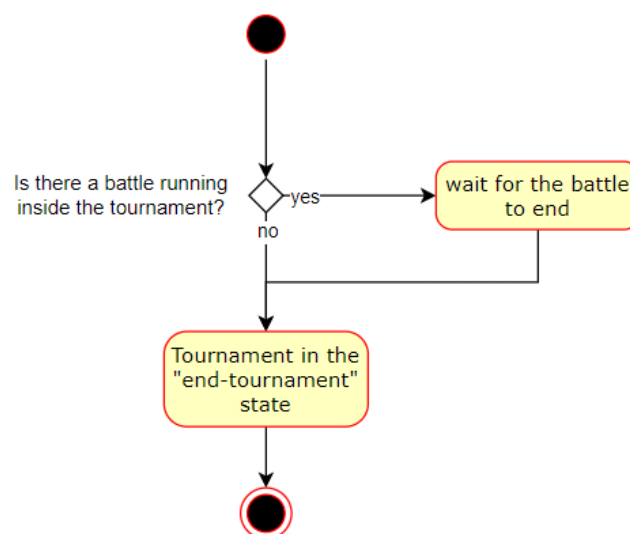 Is there a battle running
inside the tournament?
yes
wait for the battle
to end
no
Tournament in the
"end-tournament"
state